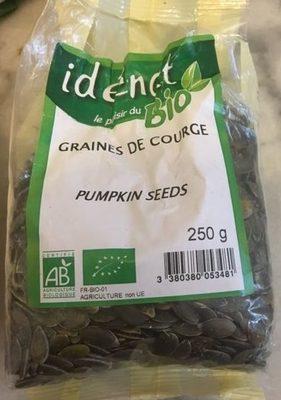 idénat
le plaisir du
Bio
GRAINES DE COURGE
PUMPKIN SEEDS
250 g
3 380380 053481
CERTIFIÉ
AB
AGRICULTURE
BIOLOGIQUE
FR-BIO-01
AGRICULTURE non UE